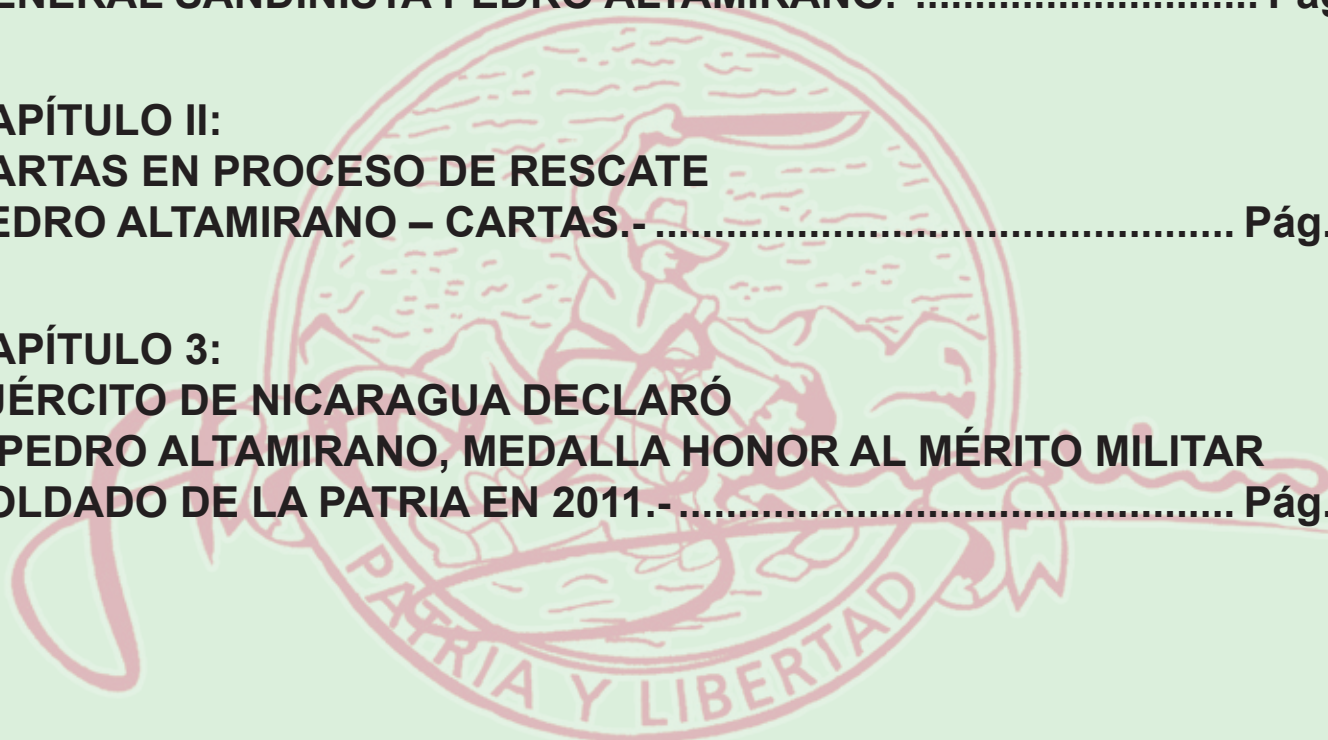 ENERAL SANDINISTA PEDRO ALTAMIRANO.- ............................. Pág
APÍTULO II:
ARTAS EN PROCESO DE RESCATE
EDRO ALTAMIRANO – CARTAS.- ................................................. Pág.
APÍTULO 3:
JÉRCITO DE NICARAGUA DECLARÓ
PEDRO ALTAMIRANO, MEDALLA HONOR AL MÉRITO MILITAR
OLDADO DE LA PATRIA EN 2011.- ............................................... Pág.
PATRIA Y LIBERTAD